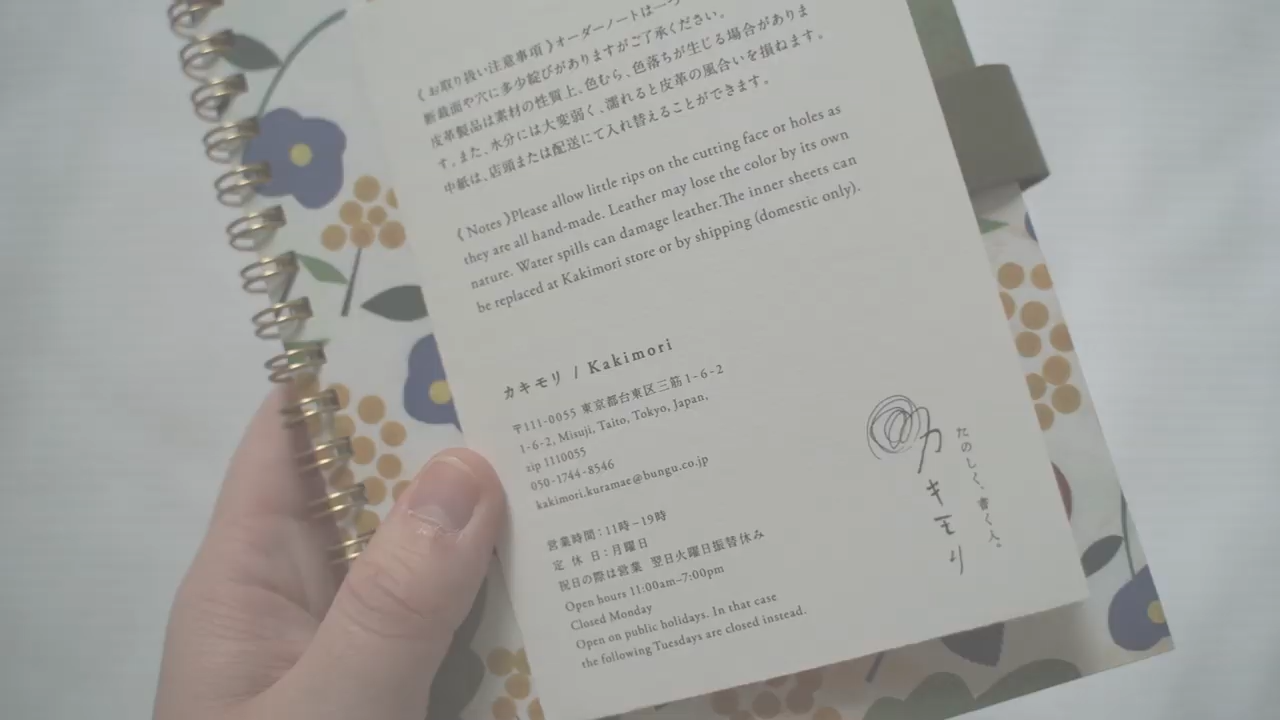 《お取り扱い注意事項》オーダーノートは一つ
断裁面や穴に多少綻びがありますがご了承ください。
皮革製品は素材の性質上、色むら、色落ちが生じる場合がありま
す。また、水分には大変弱く、濡れると皮革の風合いを損ねます。
中紙は、店頭または配送にて入れ替えることができます。
《Notes》Please allow little rips on the cutting face or holes as
they are all hand-made. Leather may lose the color by its own
nature. Water spills can damage leather.The inner sheets can
be replaced at Kakimori store or by shipping (domestic only).
カキモリ / Kakimori
〒111-0055 東京都台東区三筋 1-6-2
1-6-2, Misuji, Taito, Tokyo, Japan,
zip 1110055
050-1744-8546
kakimori.kuramae@bungu.co.jp
営業時間：11時–19時
定 休 日：月曜日
祝日の際は営業 翌日火曜日振替休み
Open hours 11:00am–7:00pm
Closed Monday
Open on public holidays. In that case
the following Tuesdays are closed instead.
たのしく、書く人。
カキモリ